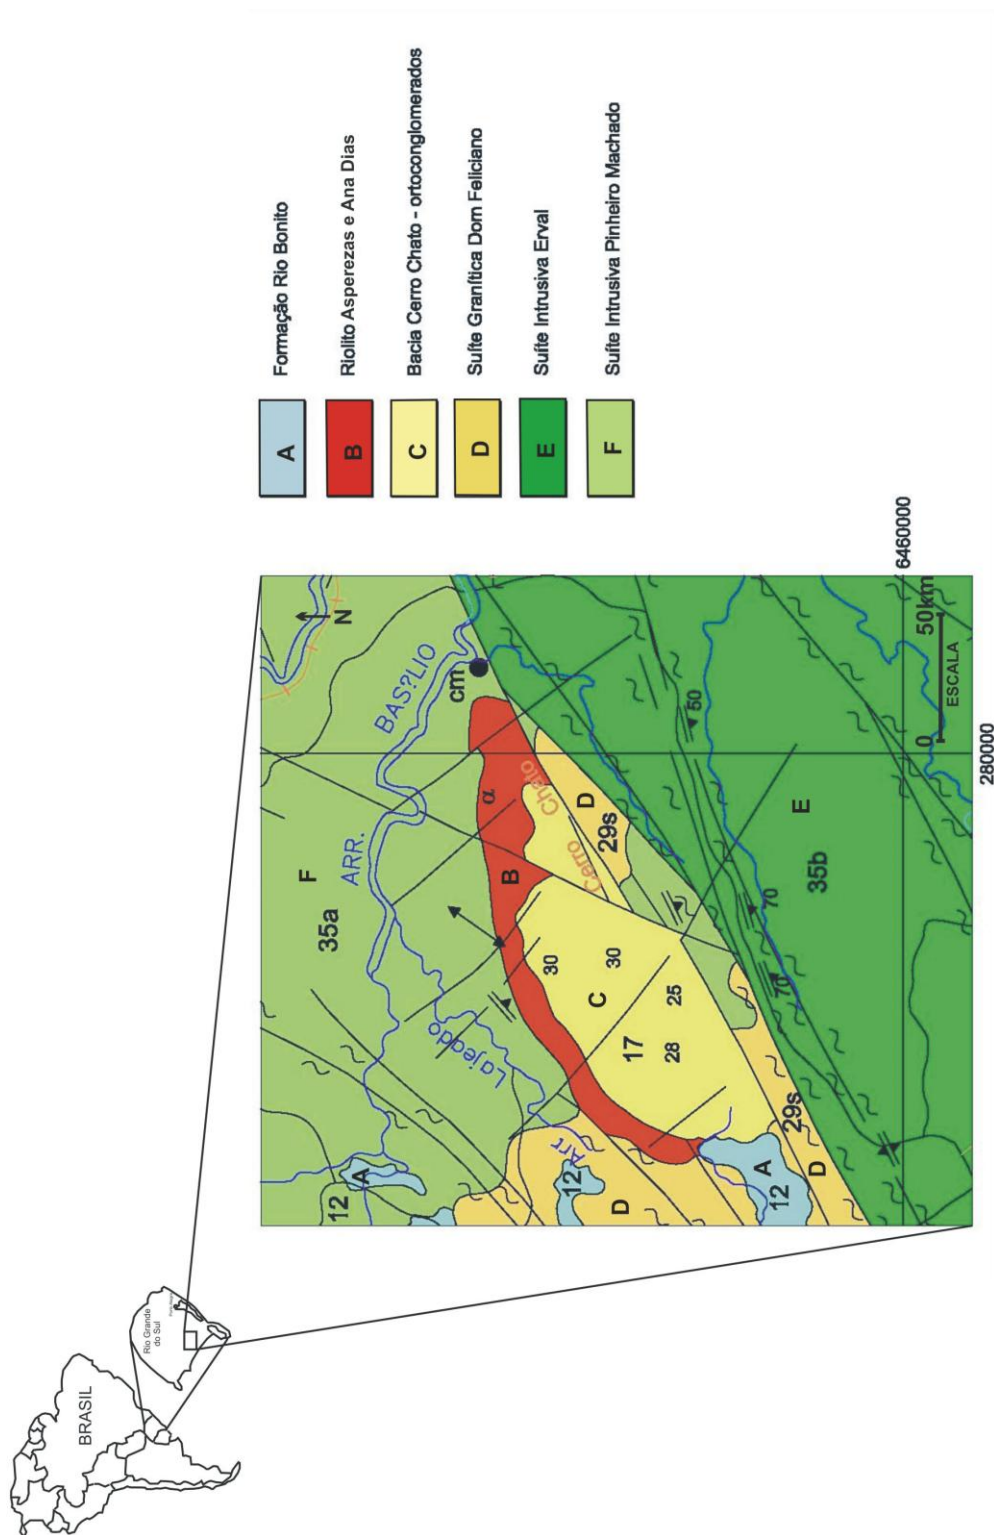 BRASIL
Rio Grande
do Sul
A
Formação Rio Bonito
B
Riolito Asperezas e Ana Dias
C
Bacia Cerro Chato - ortoconglomerados
D
Suíte Granítica Dom Feliciano
E
Suíte Intrusiva Erval
F
Suíte Intrusiva Pinheiro Machado
N
F
35a
ARR.
BAS?LIO
cm
12
A
Lajeado
Arr
12
D
B
α
30
30
C
17
25
28
Cerro
Chato
D
29s
A
12
29s
D
50
70
70
E
35b
0
50km
ESCALA
6460000
280000